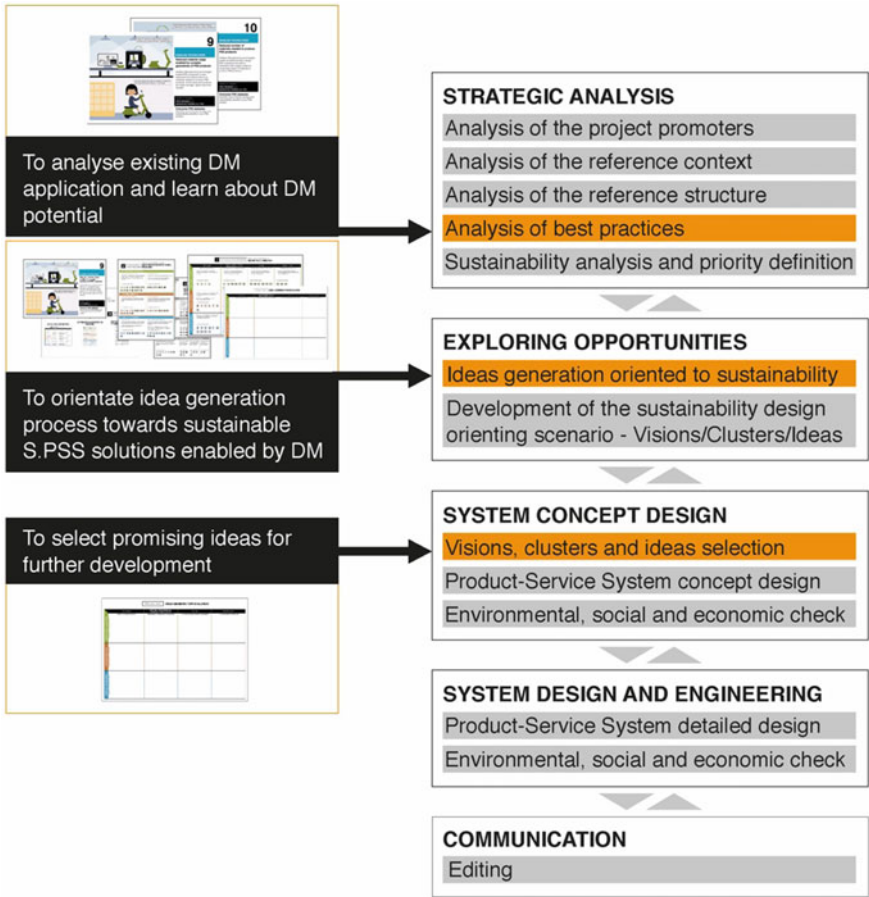 10
9
To analyse existing DM
application and learn about DM
potential
9
To orientate idea generation
process towards sustainable
S.PSS solutions enabled by DM
To select promising ideas for
further development
STRATEGIC ANALYSIS
Analysis of the project promoters
Analysis of the reference context
Analysis of the reference structure
Analysis of best practices
Sustainability analysis and priority definition
EXPLORING OPPORTUNITIES
Ideas generation oriented to sustainability
Development of the sustainability design
orienting scenario - Visions/Clusters/Ideas
SYSTEM CONCEPT DESIGN
Visions, clusters and ideas selection
Product-Service System concept design
Environmental, social and economic check
SYSTEM DESIGN AND ENGINEERING
Product-Service System detailed design
Environmental, social and economic check
COMMUNICATION
Editing